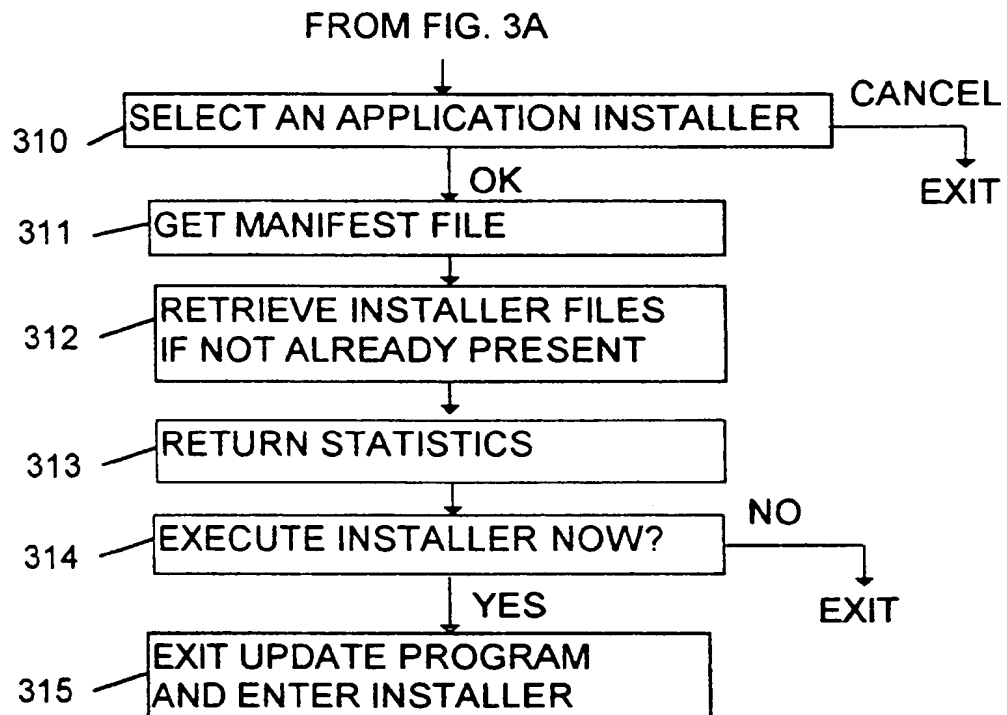 FROM FIG. 3A
310
SELECT AN APPLICATION INSTALLER
CANCEL
EXIT
OK
311
GET MANIFEST FILE
312
RETRIEVE INSTALLER FILES
IF NOT ALREADY PRESENT
313
RETURN STATISTICS
314
EXECUTE INSTALLER NOW?
NO
EXIT
YES
315
EXIT UPDATE PROGRAM
AND ENTER INSTALLER